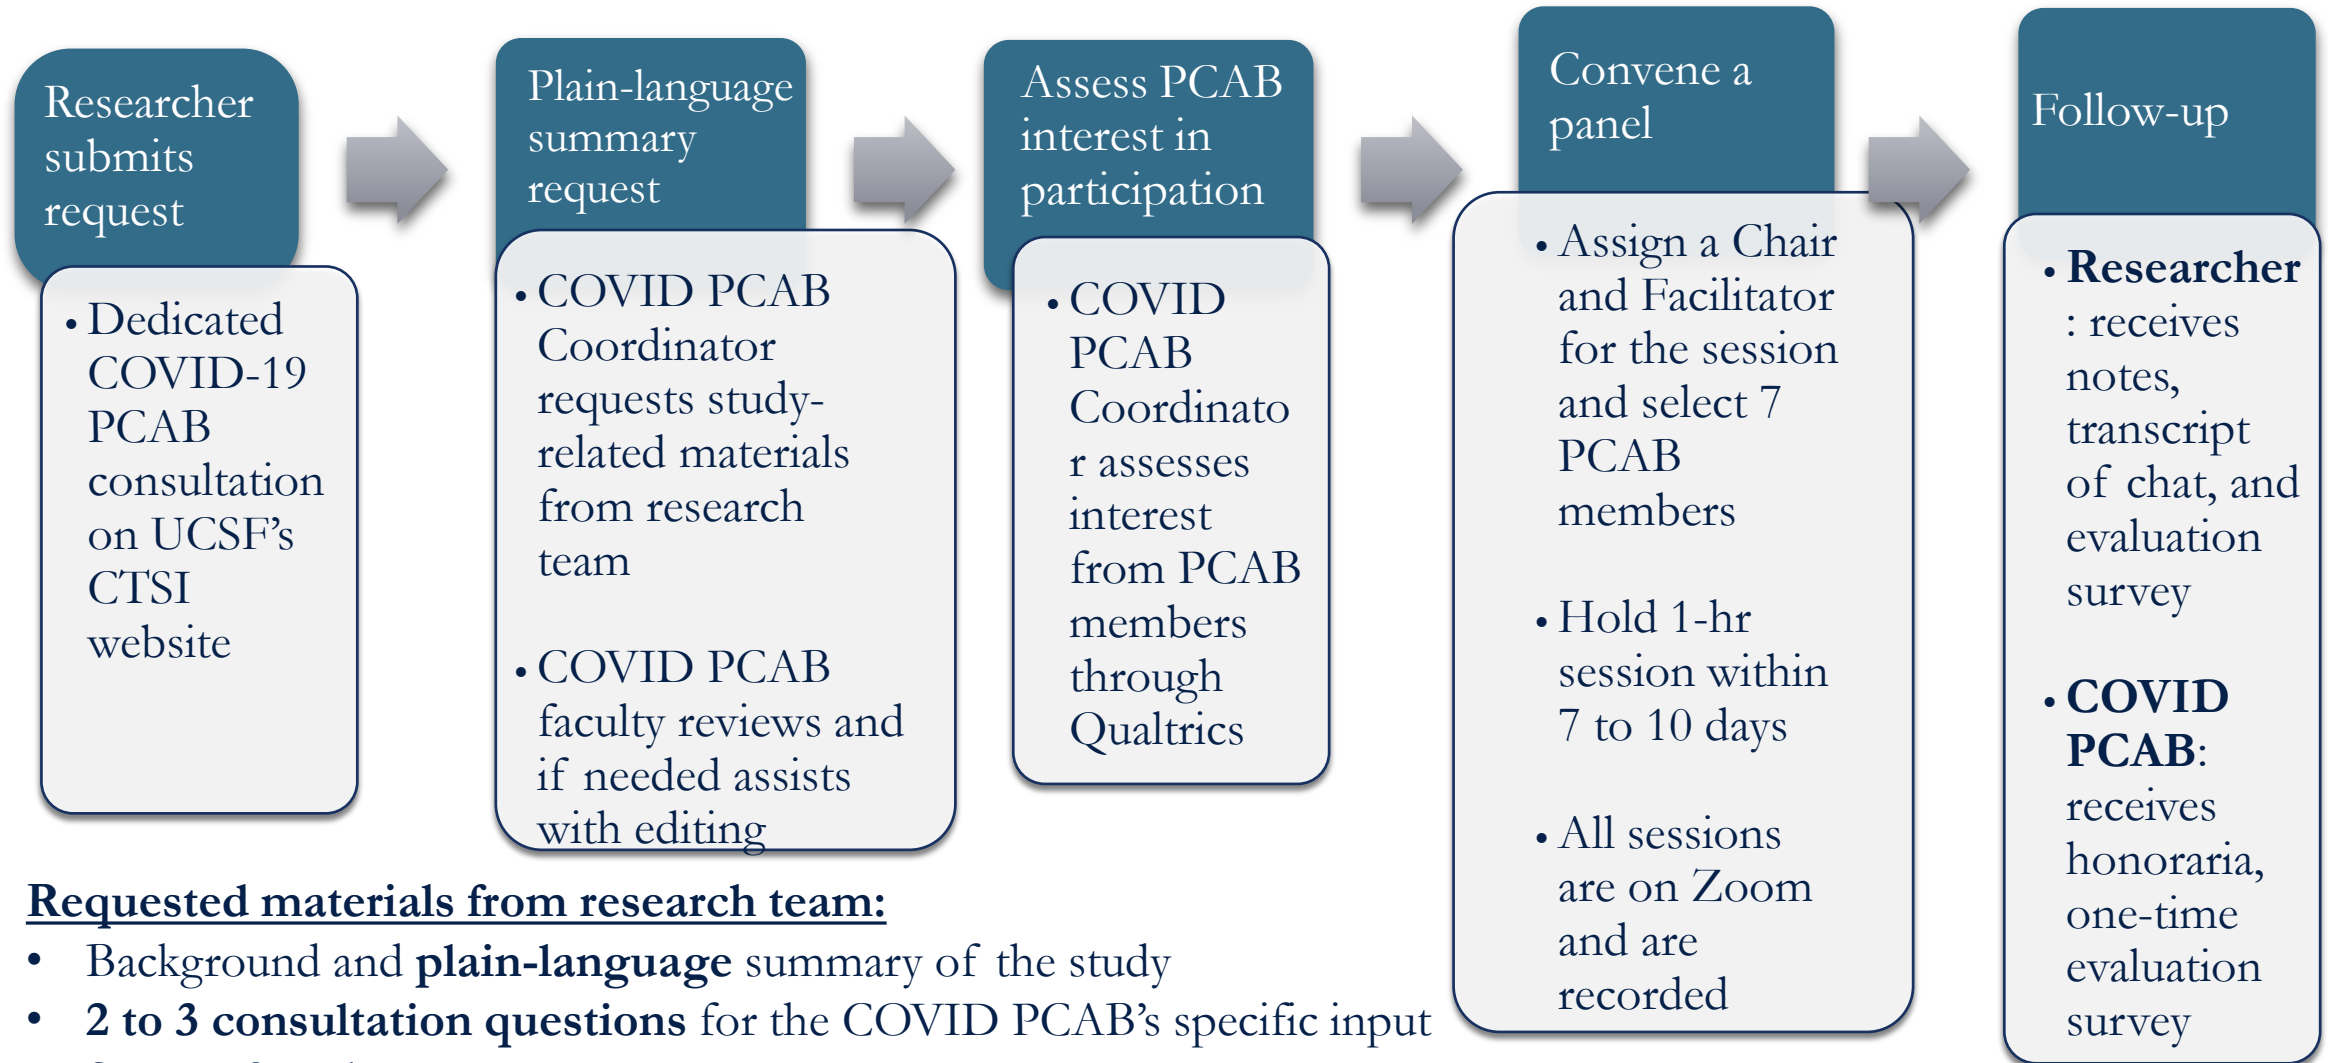 Researcher
submits
request
• Dedicated
COVID-19
PCAB
consultation
on UCSF’s
CTSI
website
Plain-language
summary
request
• COVID PCAB
Coordinator
requests study-
related materials
from research
team
• COVID PCAB
faculty reviews and
if needed assists
with editing
Assess PCAB
interest in
participation
• COVID
PCAB
Coordinato
r assesses
interest
from PCAB
members
through
Qualtrics
Convene a
panel
• Assign a Chair
and Facilitator
for the session
and select 7
PCAB
members
• Hold 1-hr
session within
7 to 10 days
• All sessions
are on Zoom
and are
recorded
Follow-up
• Researcher
: receives
notes,
transcript
of chat, and
evaluation
survey
• COVID
PCAB:
receives
honoraria,
one-time
evaluation
survey
Requested materials from research team:
• Background and plain-language summary of the study
• 2 to 3 consultation questions for the COVID PCAB’s specific input